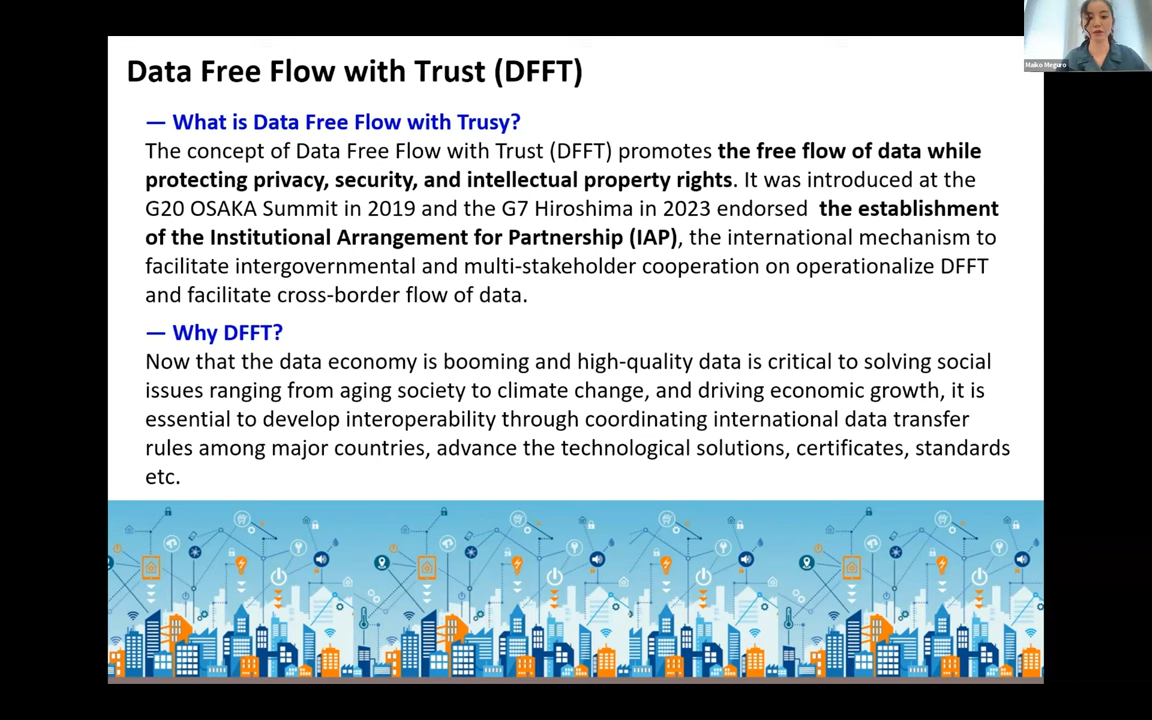 Maiko Meguro
Data Free Flow with Trust (DFFT)
— What is Data Free Flow with Trusy?
The concept of Data Free Flow with Trust (DFFT) promotes the free flow of data while
protecting privacy, security, and intellectual property rights. It was introduced at the
G20 OSAKA Summit in 2019 and the G7 Hiroshima in 2023 endorsed the establishment
of the Institutional Arrangement for Partnership (IAP), the international mechanism to
facilitate intergovernmental and multi-stakeholder cooperation on operationalize DFFT
and facilitate cross-border flow of data.
— Why DFFT?
Now that the data economy is booming and high-quality data is critical to solving social
issues ranging from aging society to climate change, and driving economic growth, it is
essential to develop interoperability through coordinating international data transfer
rules among major countries, advance the technological solutions, certificates, standards
etc.